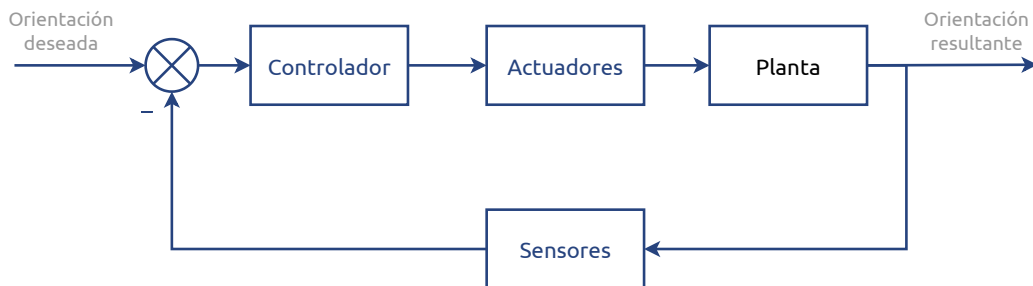 Orientación
deseada
Controlador
Actuadores
Planta
Orientación
resultante
–
Sensores